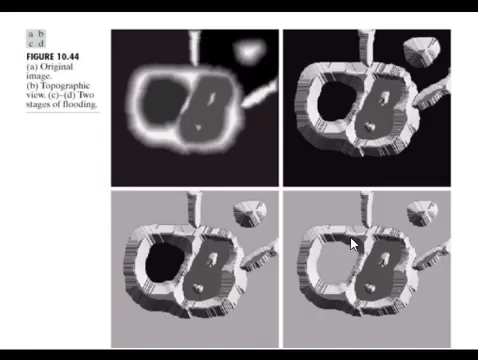 a b
c d
FIGURE 10.44
(a) Original
image.
(b) Topographic
view. (c)–(d) Two
stages of flooding.